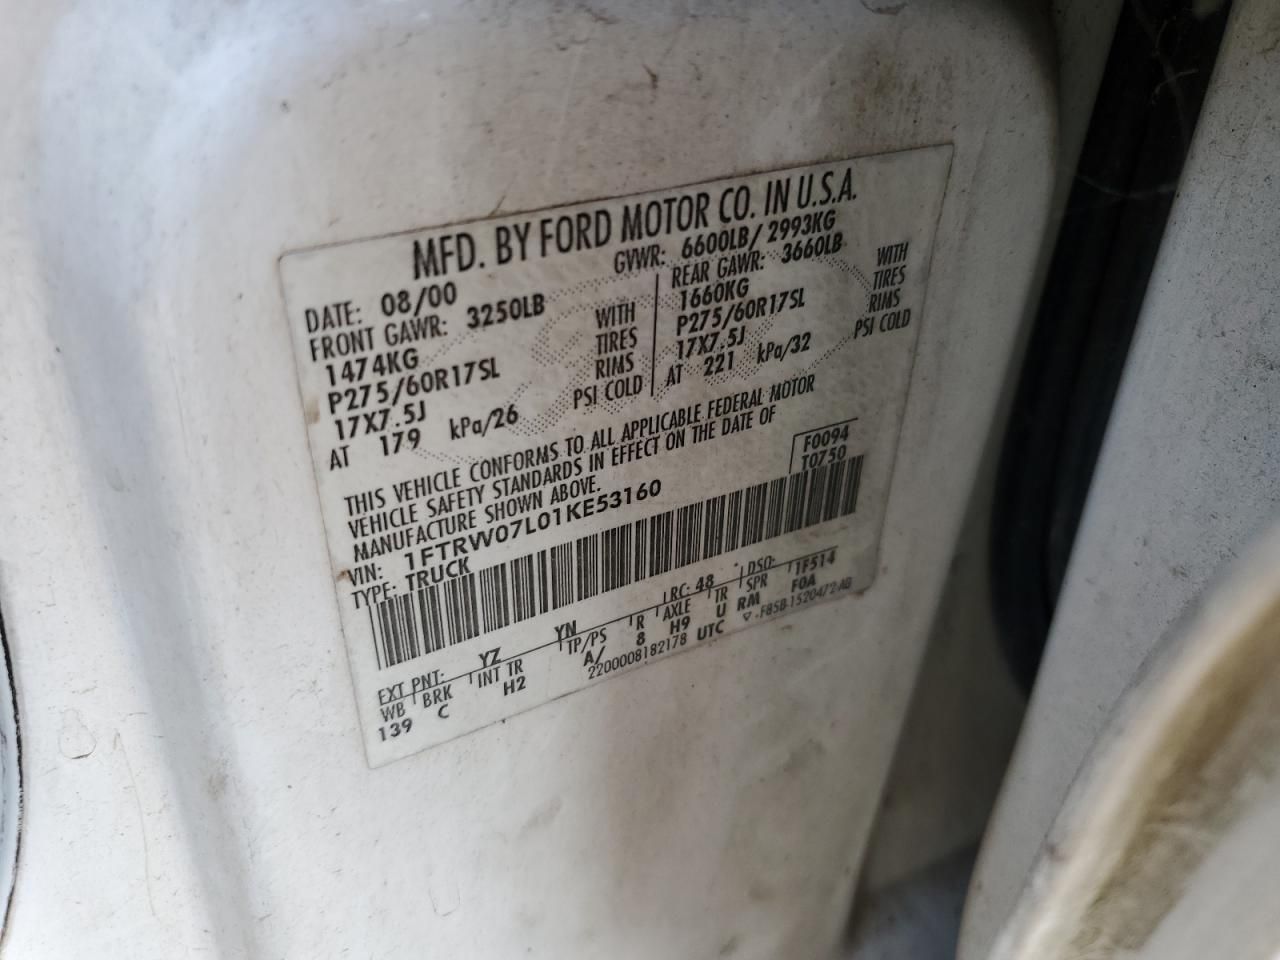 MFD. BY FORD MOTOR CO. IN U.S.A.
DATE: 08/00 GVWR: 6600LB/ 2993KG
FRONT GAWR: 3250LB REAR GAWR: 3660LB
1474KG WITH 1660KG WITH
P275/60R17SL TIRES P275/60R17SL TIRES
17X7.5J RIMS 17X7.5J RIMS
AT 179 kPa/26 PSI COLD AT 221 kPa/32 PSI COLD
THIS VEHICLE CONFORMS TO ALL APPLICABLE FEDERAL MOTOR
VEHICLE SAFETY STANDARDS IN EFFECT ON THE DATE OF
MANUFACTURE SHOWN ABOVE.
F0094
T0750
VIN: 1FTRW07L01KE53160
TYPE: TRUCK
EXT PNT: YZ YN RC: 48 DSO: 1F514
WB BRK INT TR TP/PS R AXLE TR SPR
139 C H2 A/ 8 H9 U RM F0A
2200008182178 UTC ▽-F85B-15204/2-AB